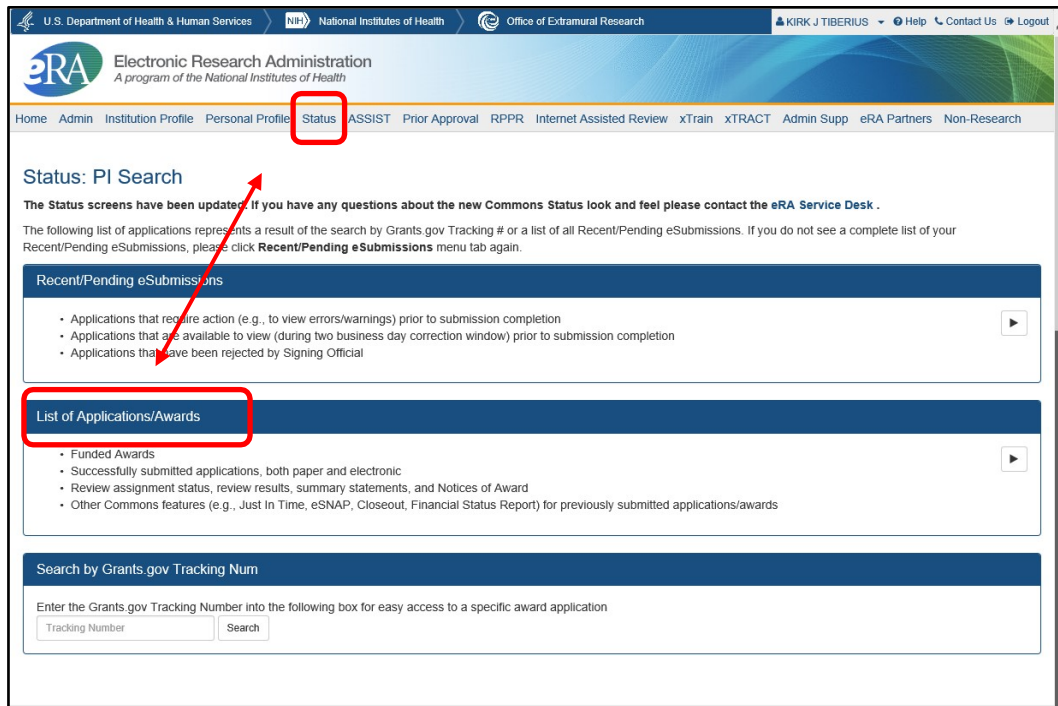 U.S. Department of Health & Human Services NIH National Institutes of Health Office of Extramural Research KIRK J TIBERIUS Help Contact Us Logout
eRA Electronic Research Administration
A program of the National Institutes of Health
Home Admin Institution Profile Personal Profile Status ASSIST Prior Approval RPPR Internet Assisted Review xTrain xTRACT Admin Supp eRA Partners Non-Research
Status: PI Search
The Status screens have been updated. If you have any questions about the new Commons Status look and feel please contact the eRA Service Desk .
The following list of applications represents a result of the search by Grants.gov Tracking # or a list of all Recent/Pending eSubmissions. If you do not see a complete list of your
Recent/Pending eSubmissions, please click Recent/Pending eSubmissions menu tab again.
Recent/Pending eSubmissions
• Applications that require action (e.g., to view errors/warnings) prior to submission completion
• Applications that are available to view (during two business day correction window) prior to submission completion
• Applications that have been rejected by Signing Official
List of Applications/Awards
• Funded Awards
• Successfully submitted applications, both paper and electronic
• Review assignment status, review results, summary statements, and Notices of Award
• Other Commons features (e.g., Just In Time, eSNAP, Closeout, Financial Status Report) for previously submitted applications/awards
Search by Grants.gov Tracking Num
Enter the Grants.gov Tracking Number into the following box for easy access to a specific award application
Tracking Number Search